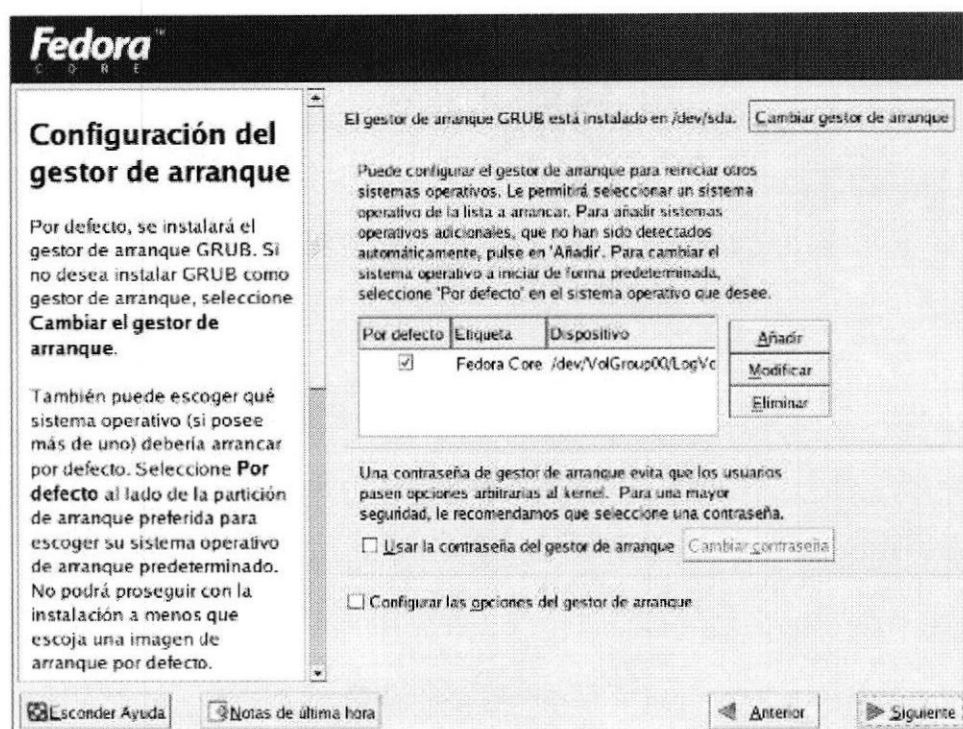 Fedora™
CORE
Configuración del
gestor de arranque
Por defecto, se instalará el
gestor de arranque GRUB. Si
no desea instalar GRUB como
gestor de arranque, seleccione
Cambiar el gestor de
arranque.
También puede escoger qué
sistema operativo (si posee
más de uno) debería arrancar
por defecto. Seleccione Por
defecto al lado de la partición
de arranque preferida para
escoger su sistema operativo
de arranque predeterminado.
No podrá proseguir con la
instalación a menos que
escoja una imagen de
arranque por defecto.
El gestor de arranque GRUB está instalado en /dev/sda. Cambiar gestor de arranque
Puede configurar el gestor de arranque para reiniciar otros
sistemas operativos. Le permitirá seleccionar un sistema
operativo de la lista a arrancar. Para añadir sistemas
operativos adicionales, que no han sido detectados
automáticamente, pulse en 'Añadir'. Para cambiar el
sistema operativo a iniciar de forma predeterminada,
seleccione 'Por defecto' en el sistema operativo que desee.
Por defecto Etiqueta Dispositivo
Fedora Core /dev/VolGroup00/LogVo
Añadir
Modificar
Eliminar
Una contraseña de gestor de arranque evita que los usuarios
pasen opciones arbitrarias al kernel. Para una mayor
seguridad, le recomendamos que seleccione una contraseña.
Usar la contraseña del gestor de arranque Cambiar contraseña
Configurar las opciones del gestor de arranque
Esconder Ayuda Notas de última hora Anterior Siguiente